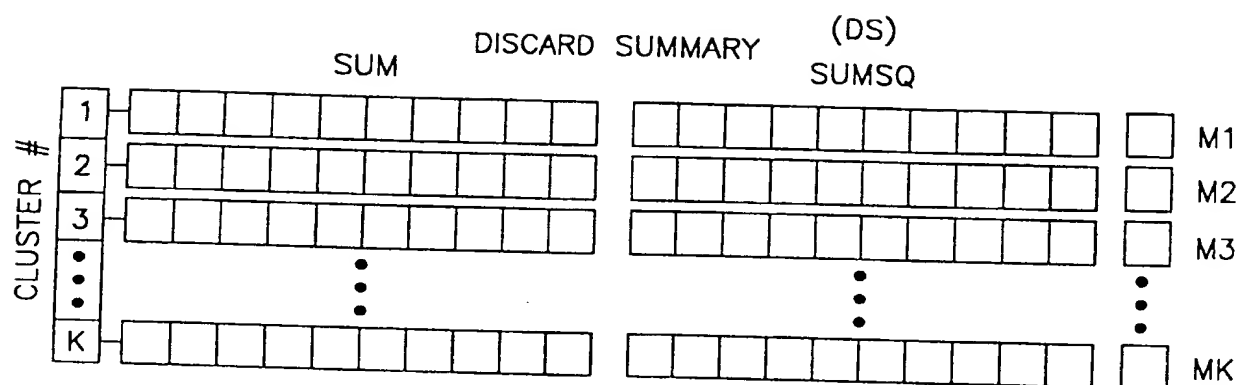 DISCARD SUMMARY (DS)
SUM SUMSQ
CLUSTER #
1 M1
2 M2
3 M3
K MK